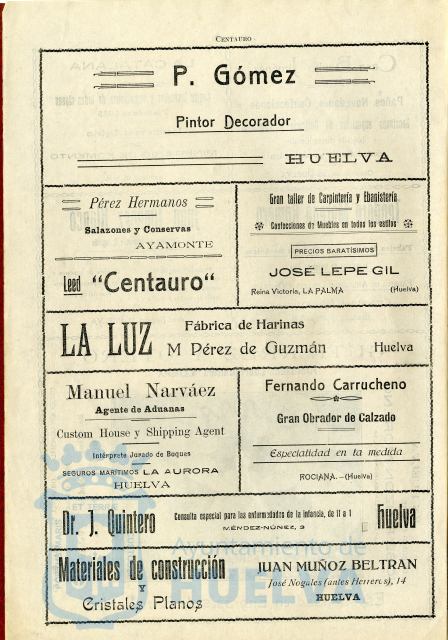 CENTAURO
P. Gómez
Pintor Decorador
HUELVA
Pérez Hermanos
Salazones y Conservas
AYAMONTE
Leed "Centauro"
Gran taller de Carpintería y Ebanistería
Confecciones de Muebles en todos los estilos
PRECIOS BARATÍSIMOS
JOSÉ LEPE GIL
Reina Victoria, LA PALMA (Huelva)
LA LUZ
Fábrica de Harinas
M Pérez de Guzmán Huelva
Manuel Narváez
Agente de Aduanas
Custom House y Shipping Agent
Intérprete Jurado de Buques
SEGUROS MARÍTIMOS LA AURORA
HUELVA
Fernando Carrucheno
Gran Obrador de Calzado
Especialidad en la medida
ROCIANA.-(Huelva)
Dr. J. Quintero
Consulta especial para las enfermedades de la infancia, de 11 a 1
MÉNDEZ-NÚÑEZ, 3
Huelva
Materiales de construcción
Y
Cristales Planos
JUAN MUÑOZ BELTRAN
José Nogales (antes Herreros), 14
HUELVA
Ayuntamiento de
HUELVA